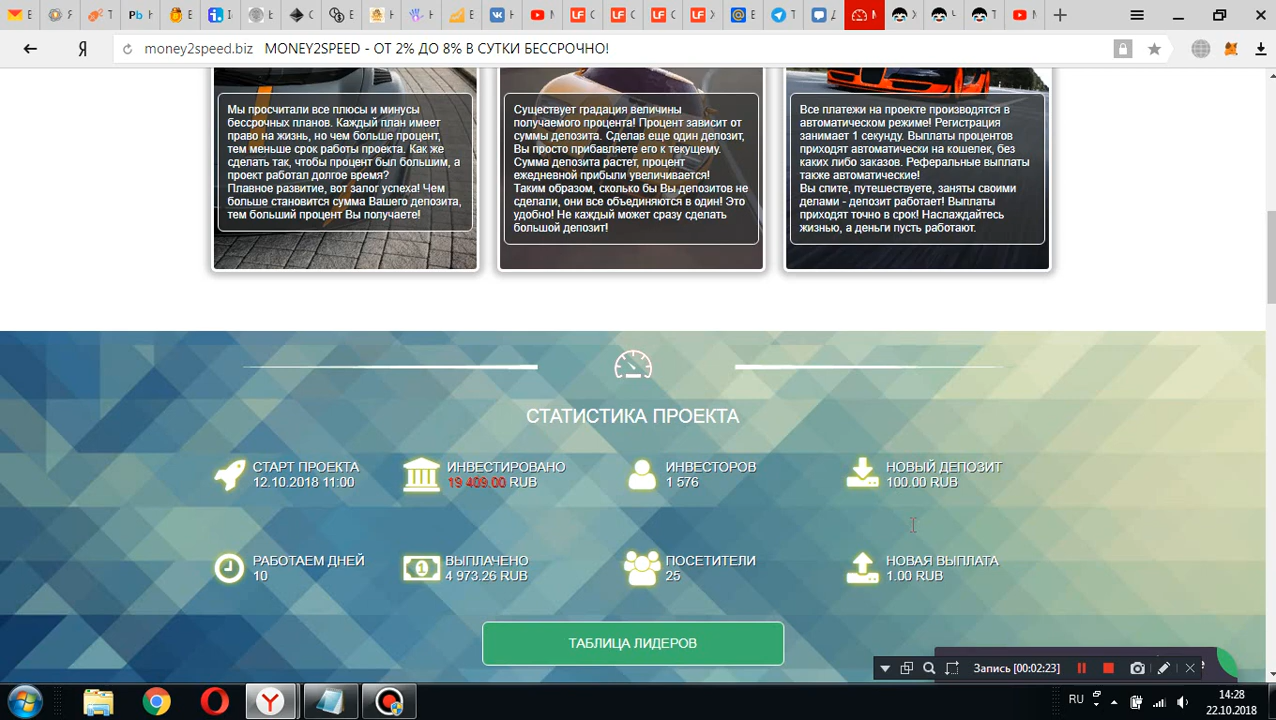 money2speed.biz MONEY2SPEED - ОТ 2% ДО 8% В СУТКИ БЕССРОЧНО!
Мы просчитали все плюсы и минусы
бессрочных планов. Каждый план имеет
право на жизнь, но чем больше процент,
тем меньше срок работы проекта. Как же
сделать так, чтобы процент был большим, а
проект работал долгое время?
Плавное развитие, вот залог успеха! Чем
больше становится сумма Вашего депозита,
тем больший процент Вы получаете!
Существует градация величины
получаемого процента! Процент зависит от
суммы депозита. Сделав еще один депозит,
Вы просто прибавляете его к текущему.
Сумма депозита растет, процент
ежедневной прибыли увеличивается!
Таким образом, сколько бы Вы депозитов не
сделали, они все объединяются в один! Это
удобно! Не каждый может сразу сделать
большой депозит!
Все платежи на проекте производятся в
автоматическом режиме! Регистрация
занимает 1 секунду. Выплаты процентов
приходят автоматически на кошелек, без
каких либо заказов. Реферальные выплаты
также автоматические!
Вы спите, путешествуете, заняты своими
делами - депозит работает! Выплаты
приходят точно в срок! Наслаждайтесь
жизнью, а деньги пусть работают.
СТАТИСТИКА ПРОЕКТА
СТАРТ ПРОЕКТА
12.10.2018 11:00
ИНВЕСТИРОВАНО
19 409.00 RUB
ИНВЕСТОРОВ
1 576
НОВЫЙ ДЕПОЗИТ
100.00 RUB
РАБОТАЕМ ДНЕЙ
10
ВЫПЛАЧЕНО
4 973.26 RUB
ПОСЕТИТЕЛИ
25
НОВАЯ ВЫПЛАТА
1.00 RUB
ТАБЛИЦА ЛИДЕРОВ
Запись [00:02:23]
RU
14:28
22.10.2018